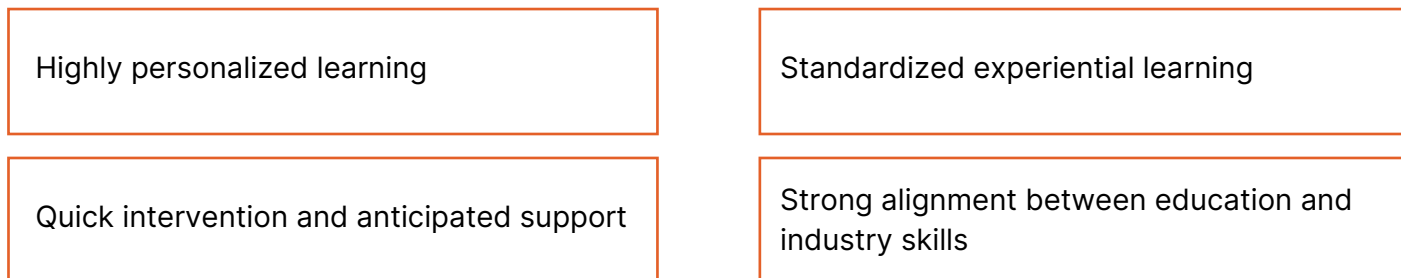 Highly personalized learning
Standardized experiential learning
Quick intervention and anticipated support
Strong alignment between education and
industry skills